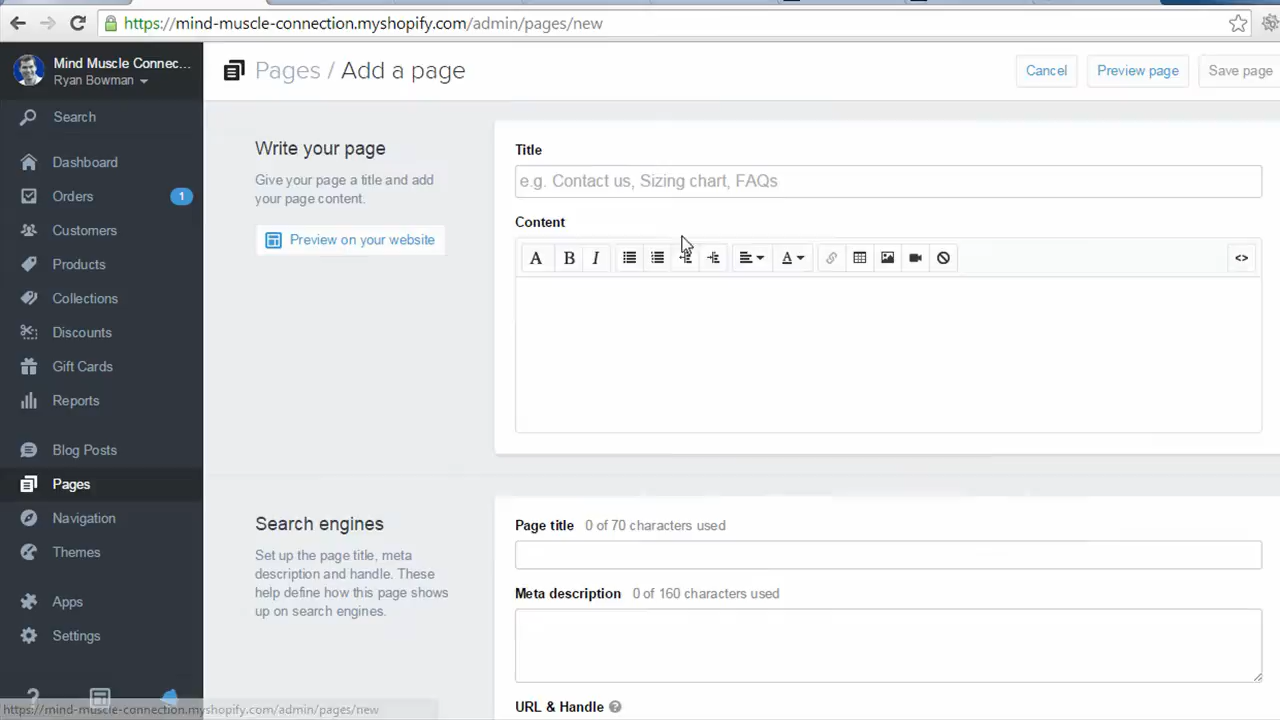 https://mind-muscle-connection.myshopify.com/admin/pages/new
Mind Muscle Connec...
Ryan Bowman
Pages / Add a page
Cancel
Preview page
Save page
Search
Dashboard
Orders 1
Customers
Products
Collections
Discounts
Gift Cards
Reports
Blog Posts
Pages
Navigation
Themes
Apps
Settings
Write your page
Give your page a title and add
your page content.
Preview on your website
Title
e.g. Contact us, Sizing chart, FAQs
Content
A B I A <>
Search engines
Set up the page title, meta
description and handle. These
help define how this page shows
up on search engines.
Page title 0 of 70 characters used
Meta description 0 of 160 characters used
URL & Handle ?
?
https://mind-muscle-connection.myshopify.com/admin/pages/new